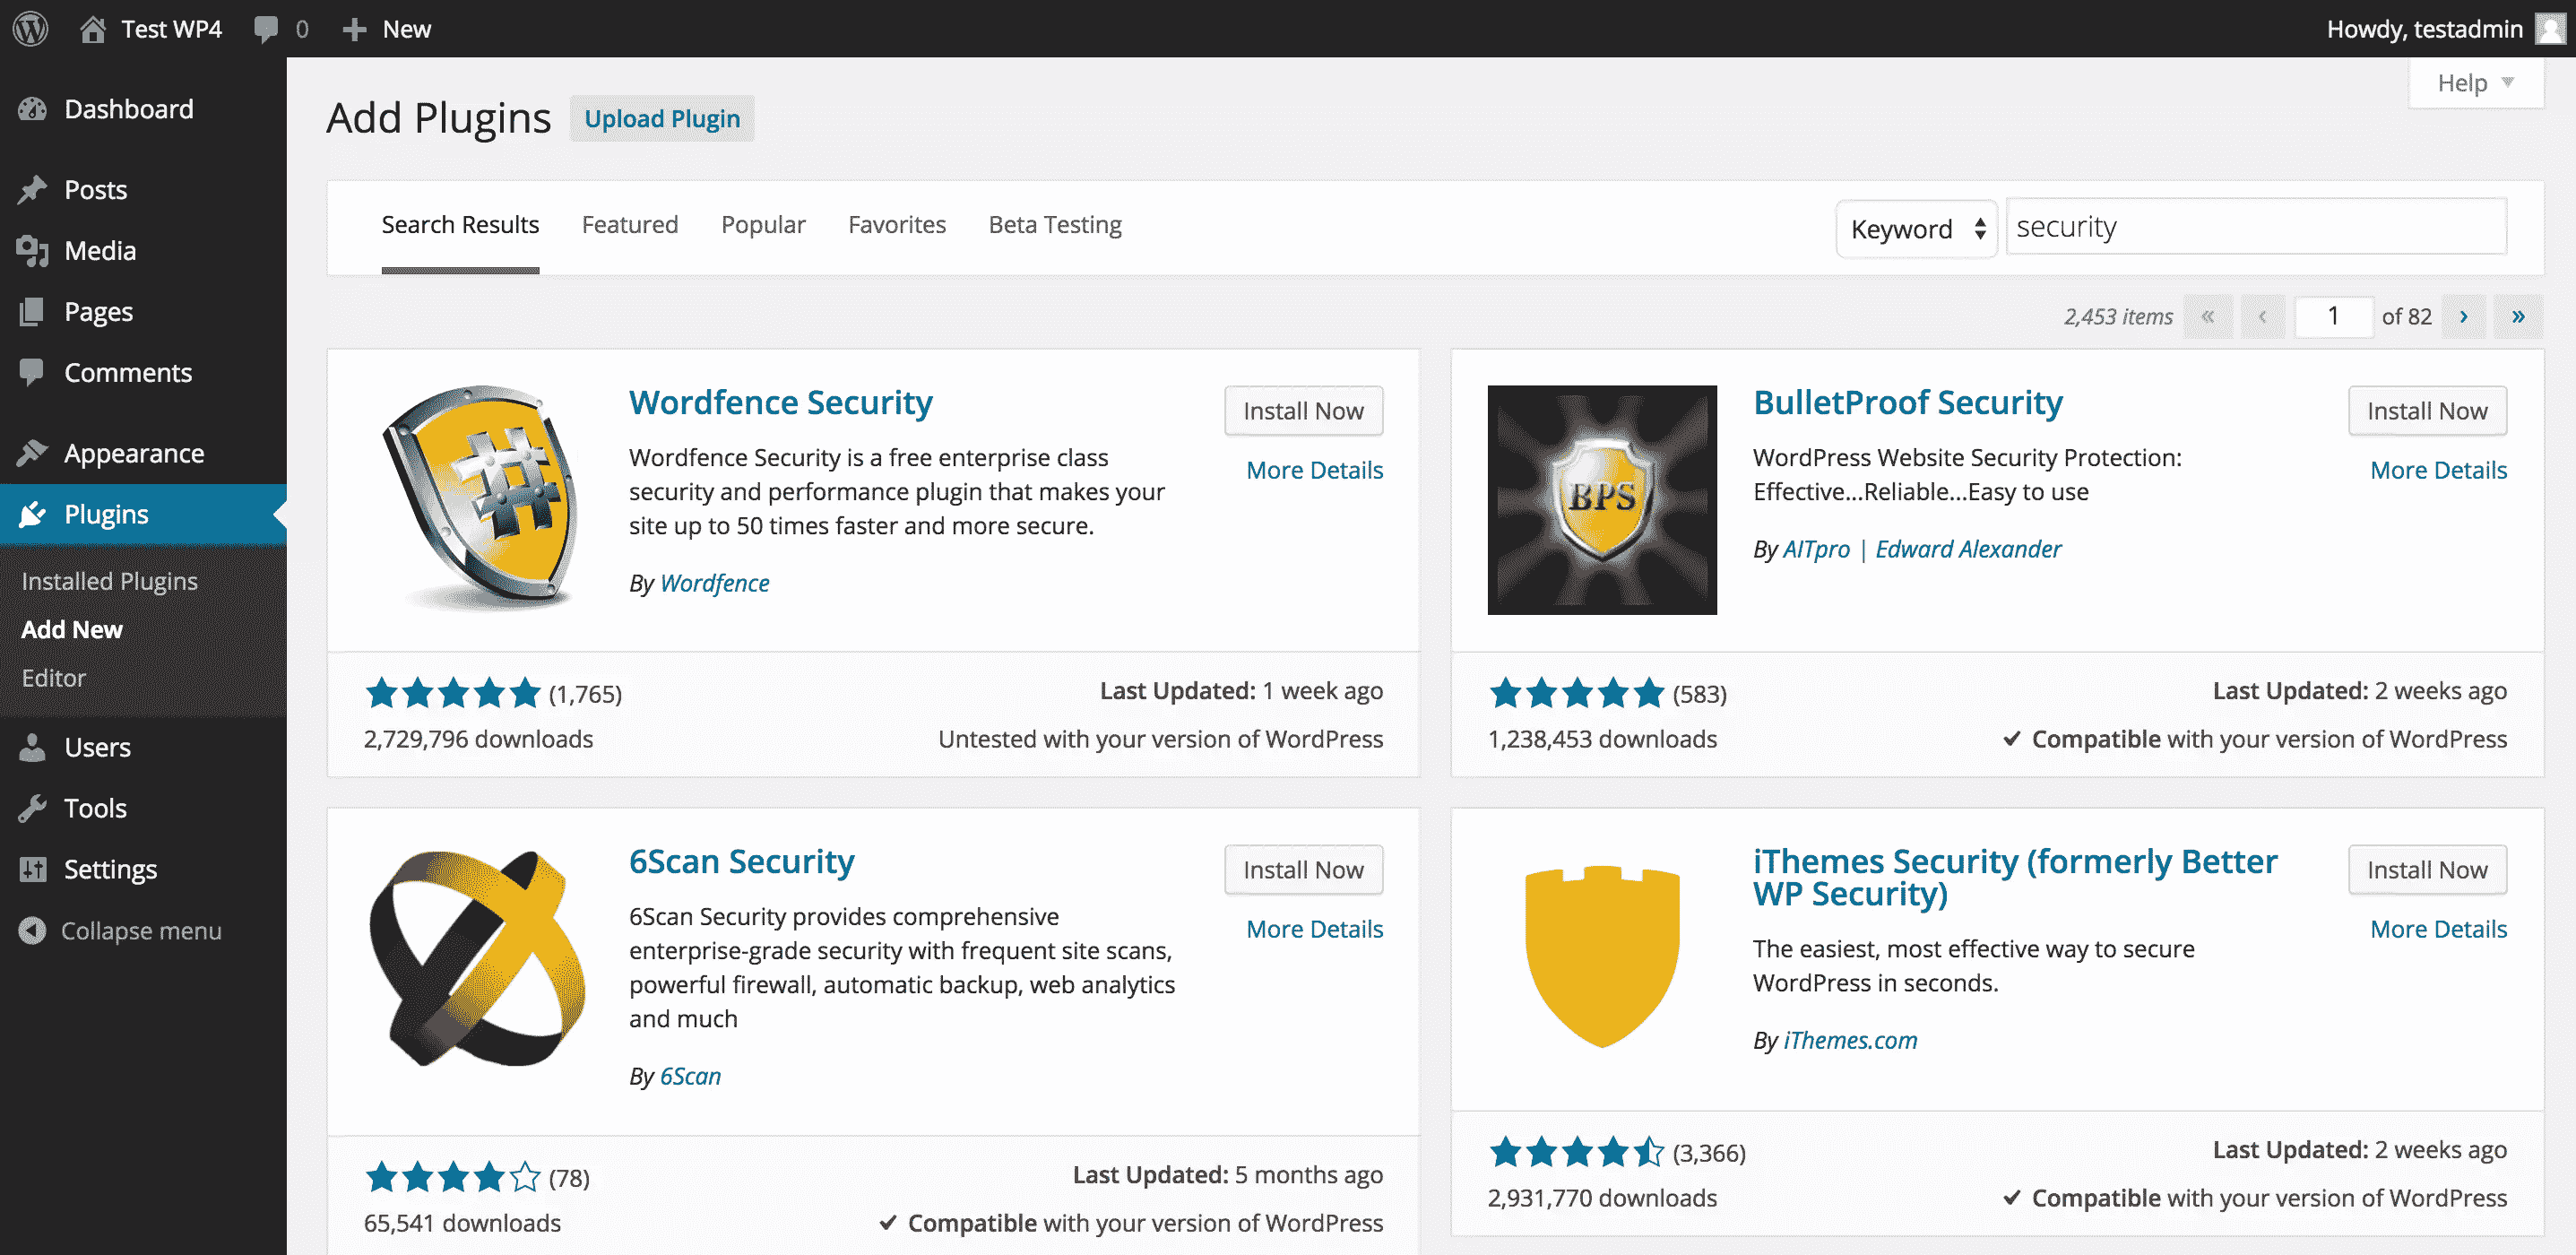 Test WP4 0 New Howdy, testadmin
Help
Dashboard
Posts
Media
Pages
Comments
Appearance
Plugins
Installed Plugins
Add New
Editor
Users
Tools
Settings
Collapse menu
Add Plugins Upload Plugin
Search Results Featured Popular Favorites Beta Testing Keyword security
2,453 items « ‹ 1 of 82 › »
Wordfence Security
Install Now
More Details
Wordfence Security is a free enterprise class
security and performance plugin that makes your
site up to 50 times faster and more secure.
By Wordfence
(1,765)
2,729,796 downloads
Last Updated: 1 week ago
Untested with your version of WordPress
BPS
BulletProof Security
Install Now
More Details
WordPress Website Security Protection:
Effective...Reliable...Easy to use
By AITpro | Edward Alexander
(583)
1,238,453 downloads
Last Updated: 2 weeks ago
✔ Compatible with your version of WordPress
6Scan Security
Install Now
More Details
6Scan Security provides comprehensive
enterprise-grade security with frequent site scans,
powerful firewall, automatic backup, web analytics
and much
By 6Scan
(78)
65,541 downloads
Last Updated: 5 months ago
✔ Compatible with your version of WordPress
iThemes Security (formerly Better
WP Security)
Install Now
More Details
The easiest, most effective way to secure
WordPress in seconds.
By iThemes.com
(3,366)
2,931,770 downloads
Last Updated: 2 weeks ago
✔ Compatible with your version of WordPress